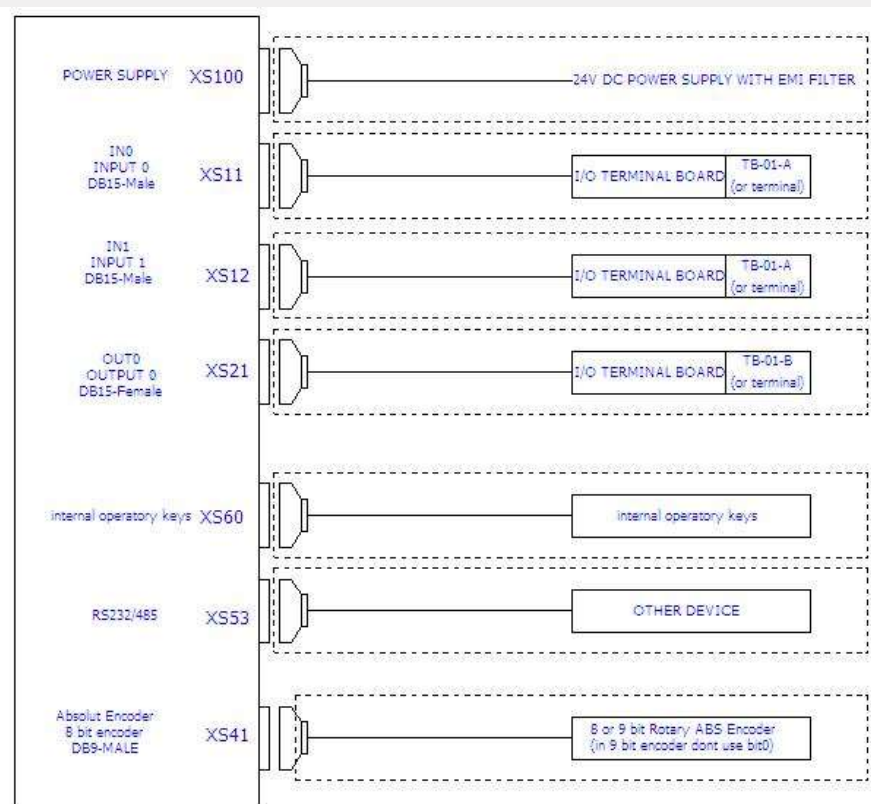 POWER SUPPLY XS100
24V DC POWER SUPPLY WITH EMI FILTER
IN0
INPUT 0
DB15-Male
XS11
I/O TERMINAL BOARD
TB-01-A
(or terminal)
IN1
INPUT 1
DB15-Male
XS12
I/O TERMINAL BOARD
TB-01-A
(or terminal)
OUT0
OUTPUT 0
DB15-Female
XS21
I/O TERMINAL BOARD
TB-01-B
(or terminal)
internal operatory keys XS60
internal operatory keys
RS232/485 XS53
OTHER DEVICE
Absolut Encoder
8 bit encoder
DB9-MALE
XS41
8 or 9 bit Rotary ABS Encoder
(in 9 bit encoder dont use bit0)